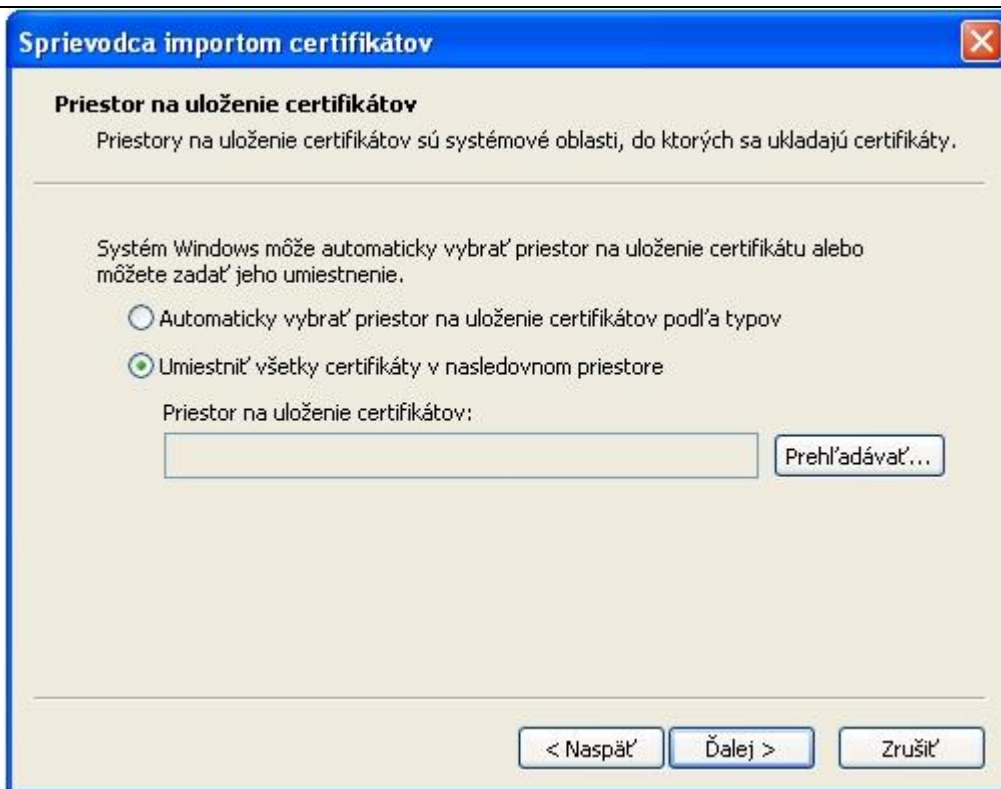 Sprievodca importom certifikátov
Priestor na uloženie certifikátov
Priestory na uloženie certifikátov sú systémové oblasti, do ktorých sa ukladajú certifikáty.
Systém Windows môže automaticky vybrať priestor na uloženie certifikátu alebo
môžete zadať jeho umiestnenie.
Automaticky vybrať priestor na uloženie certifikátov podľa typov
Umiestniť všetky certifikáty v nasledovnom priestore
Priestor na uloženie certifikátov:
Prehľadávať...
< Naspäť
Ďalej >
Zrušiť